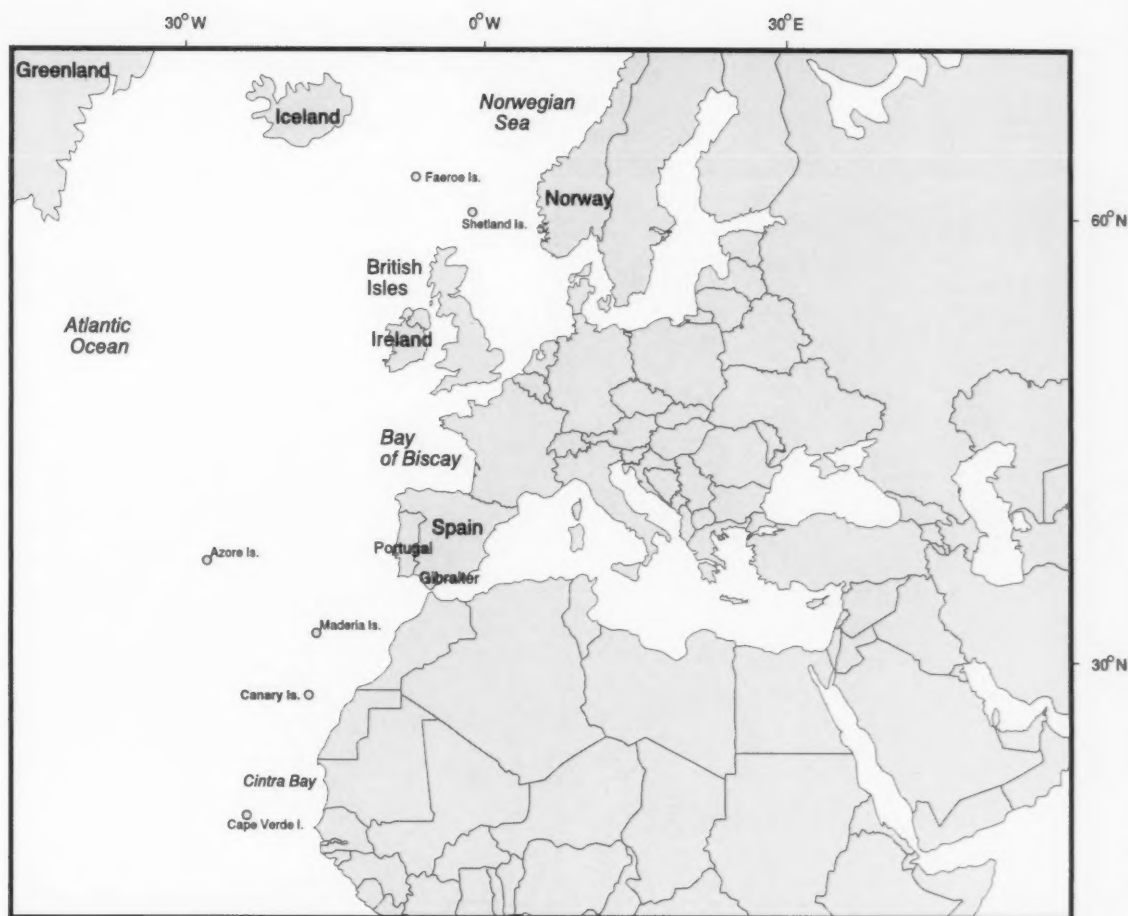 30°W 0°W 30°E
Greenland
Iceland
Norwegian
Sea
Faeroe Is.
Norway
Shetland Is.
60°N
British
Isles
Atlantic
Ocean
Ireland
Bay
of Biscay
Spain
Portugal
Azore Is.
Gibralter
Maderia Is.
30°N
Canary Is.
Cintra Bay
Cape Verde I.